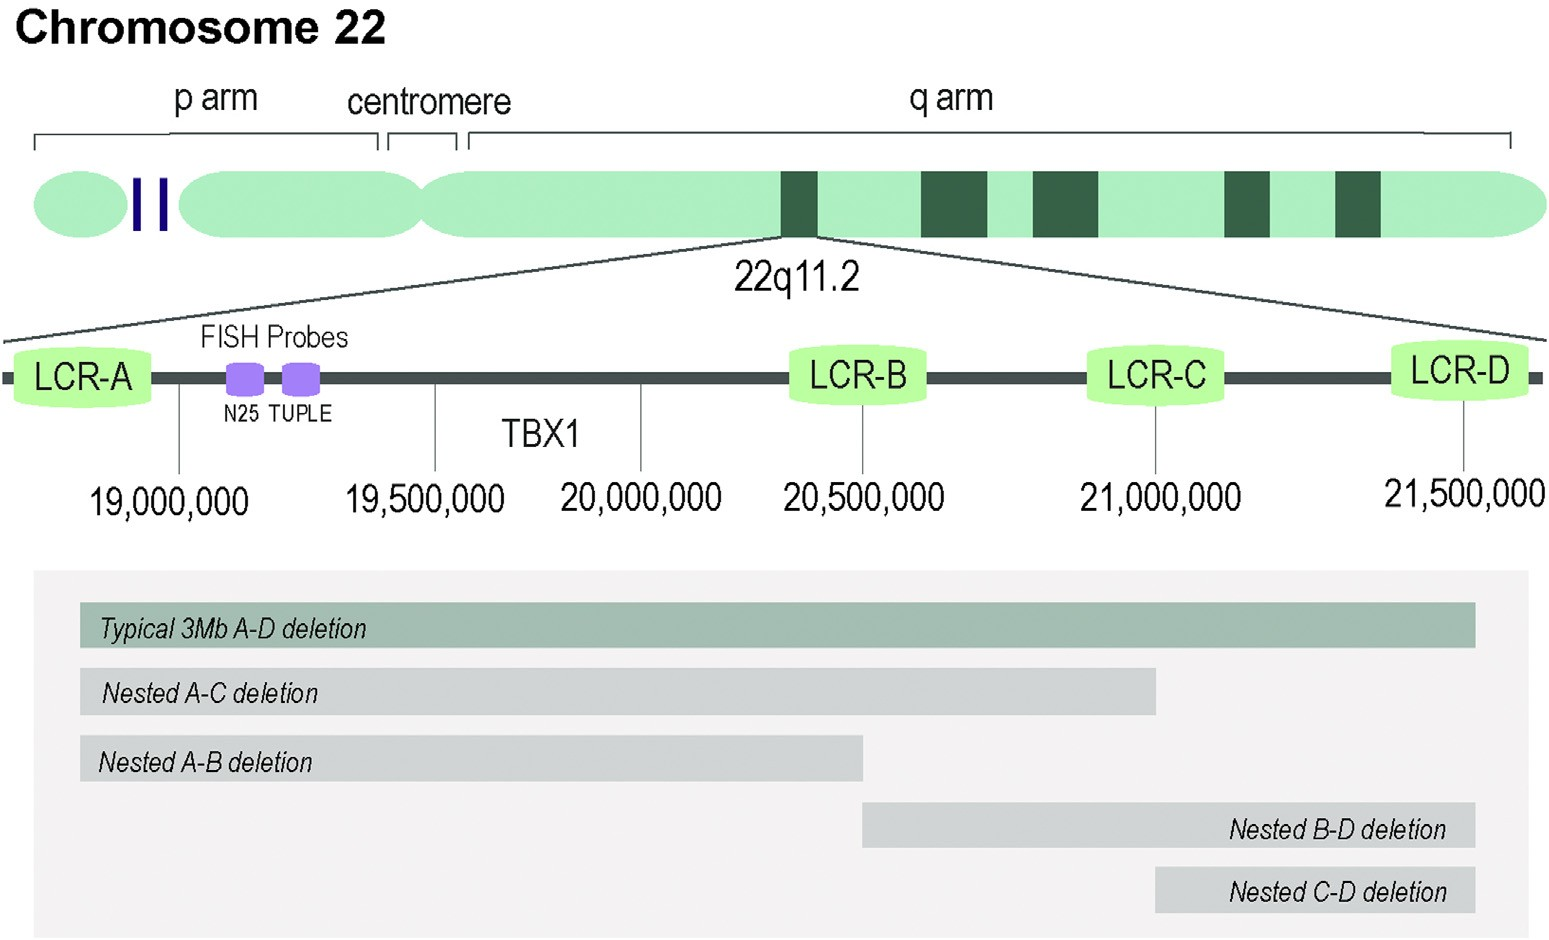 Chromosome 22
p arm
centromere
q arm
22q11.2
FISH Probes
LCR-A
LCR-B
LCR-C
LCR-D
N25 TUPLE
TBX1
19,000,000
19,500,000
20,000,000
20,500,000
21,000,000
21,500,000
Typical 3Mb A-D deletion
Nested A-C deletion
Nested A-B deletion
Nested B-D deletion
Nested C-D deletion